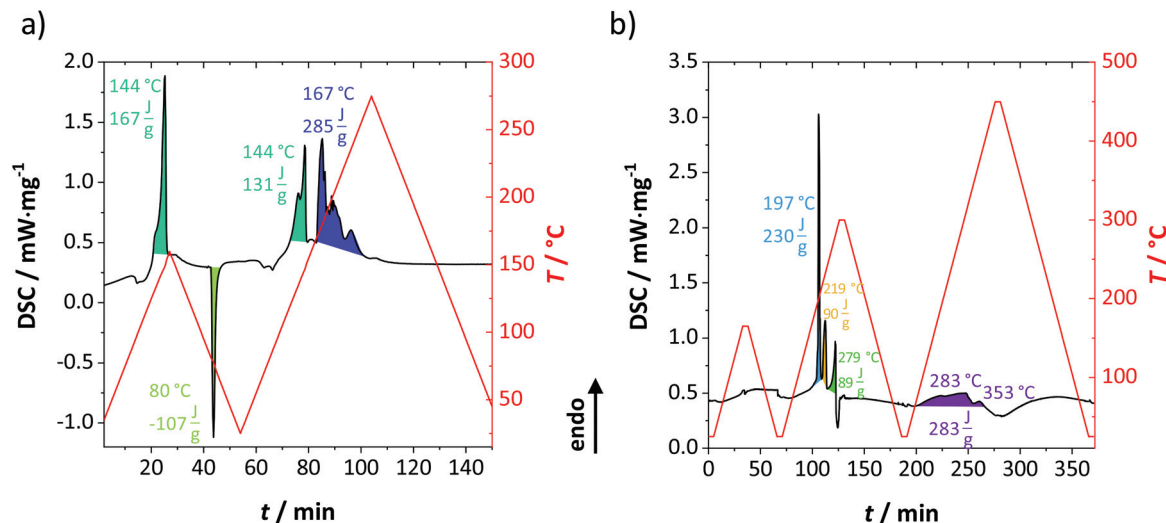 a)
2.0
1.5
1.0
0.5
0.0
-0.5
-1.0
DSC / mW·mg⁻¹
144 °C
167 J/g
80 °C
-107 J/g
144 °C
131 J/g
167 °C
285 J/g
300
250
200
150
100
50
T / °C
20 40 60 80 100 120 140
t / min
endo
b)
3.5
3.0
2.5
2.0
1.5
1.0
0.5
0.0
DSC / mW·mg⁻¹
197 °C
230 J/g
219 °C
90 J/g
279 °C
89 J/g
283 °C 353 °C
283 J/g
500
400
300
200
100
T / °C
0 50 100 150 200 250 300 350
t / min